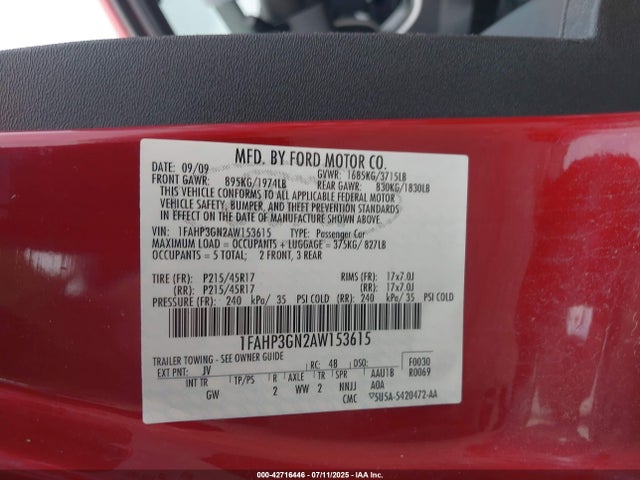 MFD. BY FORD MOTOR CO.
DATE: 09/09 GVWR: 1685KG/3715LB
FRONT GAWR: 895KG/1974LB REAR GAWR: 830KG/1830LB
THIS VEHICLE CONFORMS TO ALL APPLICABLE FEDERAL MOTOR
VEHICLE SAFETY, BUMPER, AND THEFT PREVENTION STANDARDS
IN EFFECT ON THE DATE OF MANUFACTURE SHOWN ABOVE.
VIN: 1FAHP3GN2AW153615 TYPE: Passenger Car
MAXIMUM LOAD = OCCUPANTS + LUGGAGE = 375KG/ 827LB
OCCUPANTS = 5 TOTAL; 2 FRONT, 3 REAR
TIRE (FR): P215/45R17 RIMS (FR): 17x7.0J
(RR): P215/45R17 (RR): 17x7.0J
PRESSURE (FR): 240 kPa/ 35 PSI COLD (RR): 240 kPa/ 35 PSI COLD
1FAHP3GN2AW153615
TRAILER TOWING - SEE OWNER GUIDE
EXT PNT: JV RC: 48 DSO: F0030
R0069
INT TR TP/PS R AXLE TR SPR AAU18
GW 2 WW 2 NNJJ AOA
CMC 5U5A-5420472-AA
000-42716446 - 07/11/2025 - IAA Inc.